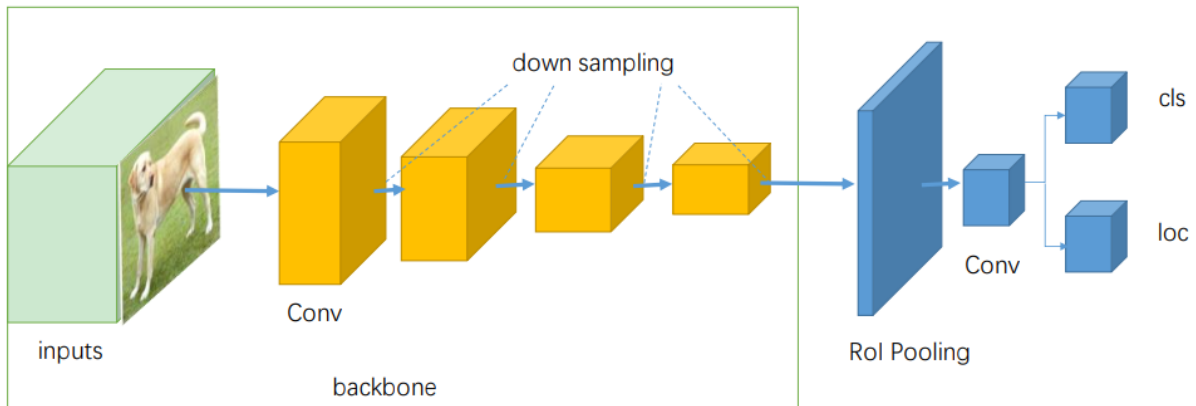 down sampling
cls
loc
Conv
Conv
inputs
RoI Pooling
backbone